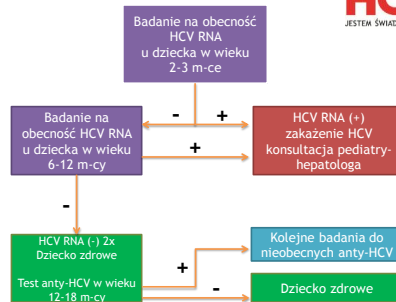 JESTEM ŚWIAD
Badanie na obecność
HCV RNA
u dziecka w wieku
2-3 m-ce
- +
Badanie na
obecność HCV RNA
u dziecka w wieku
6-12 m-cy
+
HCV RNA (+)
zakażenie HCV
konsultacja pediatry-
hepatologa
-
HCV RNA (-) 2x
Dziecko zdrowe
Test anty-HCV w wieku
12-18 m-cy
+
Kolejne badania do
nieobecnych anty-HCV
-
Dziecko zdrowe